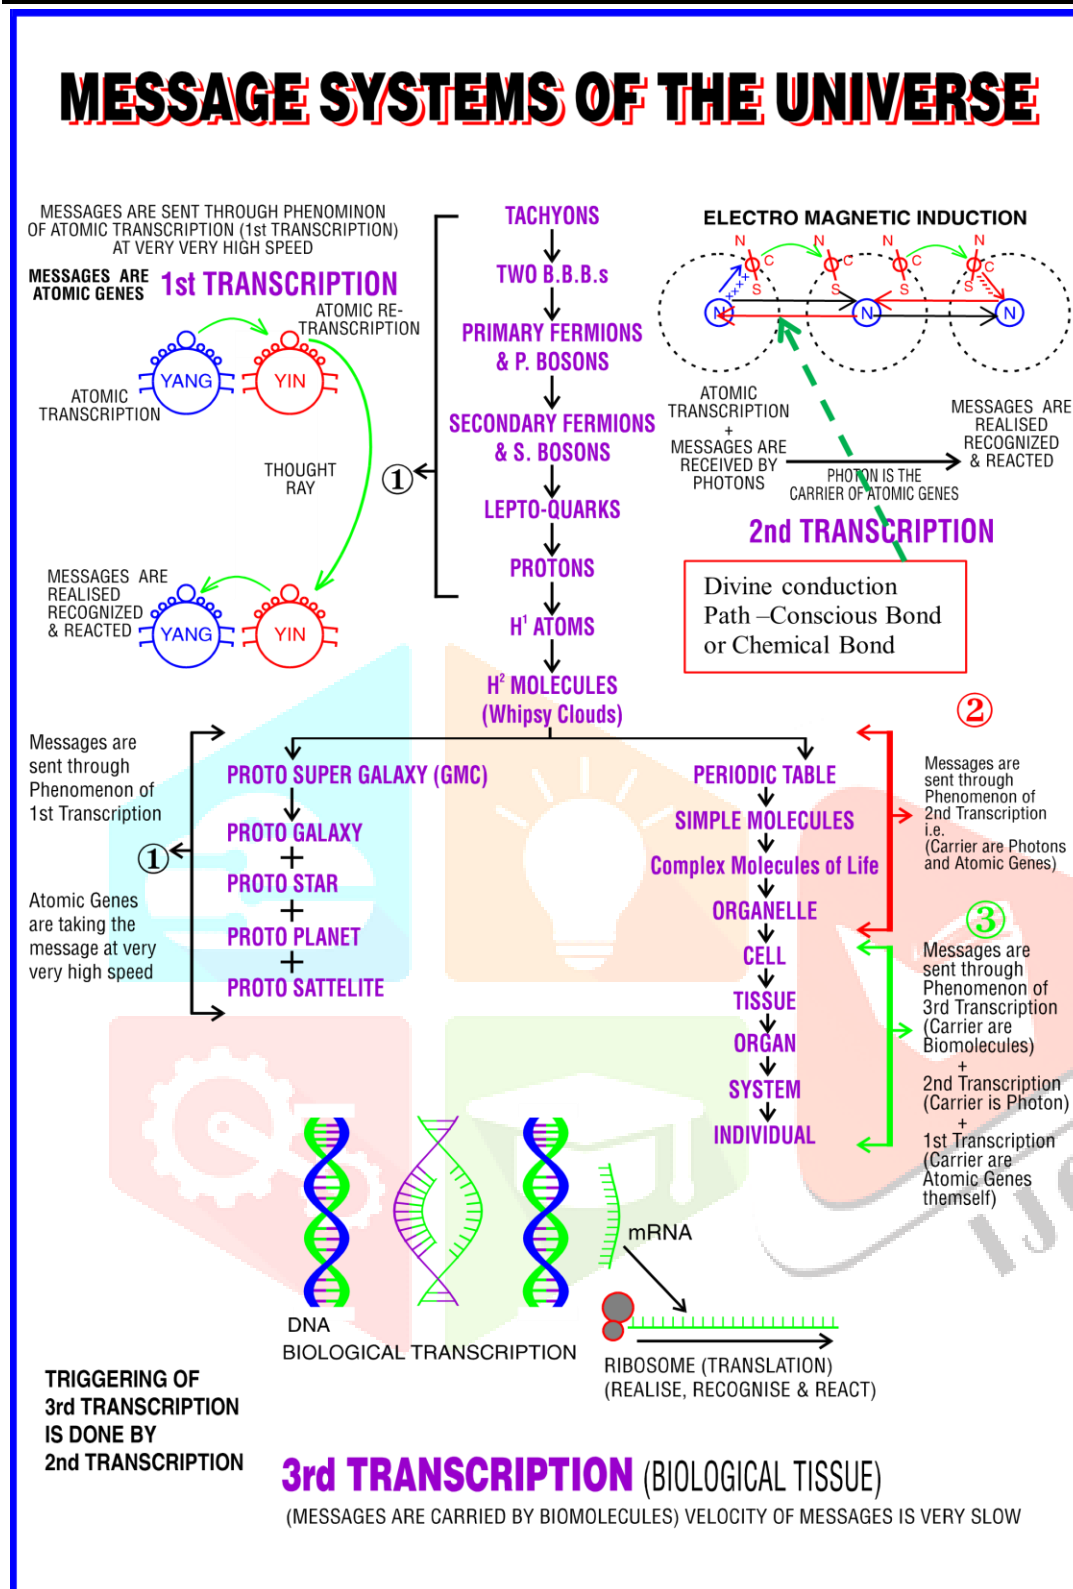 MESSAGE SYSTEMS OF THE UNIVERSE
MESSAGES ARE SENT THROUGH PHENOMINON
OF ATOMIC TRANSCRIPTION (1st TRANSCRIPTION)
AT VERY VERY HIGH SPEED
MESSAGES ARE
ATOMIC GENES
1st TRANSCRIPTION
ATOMIC RE-
TRANSCRIPTION
YANG
YIN
ATOMIC
TRANSCRIPTION
THOUGHT
RAY
MESSAGES ARE
REALISED
RECOGNIZED
& REACTED
YANG
YIN
1
TACHYONS
TWO B.B.B.s
PRIMARY FERMIONS
& P. BOSONS
SECONDARY FERMIONS
& S. BOSONS
LEPTO-QUARKS
PROTONS
H¹ ATOMS
H² MOLECULES
(Whipsy Clouds)
ELECTRO MAGNETIC INDUCTION
N
N
N
N
C
C
C
S
S
S
S
N
N
N
++++
ATOMIC
TRANSCRIPTION
+
MESSAGES ARE
RECEIVED BY
PHOTONS
PHOTON IS THE
CARRIER OF ATOMIC GENES
MESSAGES ARE
REALISED
RECOGNIZED
& REACTED
2nd TRANSCRIPTION
Divine conduction
Path –Conscious Bond
or Chemical Bond
Messages are
sent through
Phenomenon of
1st Transcription
1
Atomic Genes
are taking the
message at very
very high speed
PROTO SUPER GALAXY (GMC)
PROTO GALAXY
+
PROTO STAR
+
PROTO PLANET
+
PROTO SATTELITE
PERIODIC TABLE
SIMPLE MOLECULES
Complex Molecules of Life
ORGANELLE
CELL
TISSUE
ORGAN
SYSTEM
INDIVIDUAL
2
Messages are
sent through
Phenomenon of
2nd Transcription
i.e.
(Carrier are Photons
and Atomic Genes)
3
Messages are
sent through
Phenomenon of
3rd Transcription
(Carrier are
Biomolecules)
+
2nd Transcription
(Carrier is Photon)
+
1st Transcription
(Carrier are
Atomic Genes
themself)
DNA
BIOLOGICAL TRANSCRIPTION
mRNA
RIBOSOME (TRANSLATION)
(REALISE, RECOGNISE & REACT)
TRIGGERING OF
3rd TRANSCRIPTION
IS DONE BY
2nd TRANSCRIPTION
3rd TRANSCRIPTION (BIOLOGICAL TISSUE)
(MESSAGES ARE CARRIED BY BIOMOLECULES) VELOCITY OF MESSAGES IS VERY SLOW